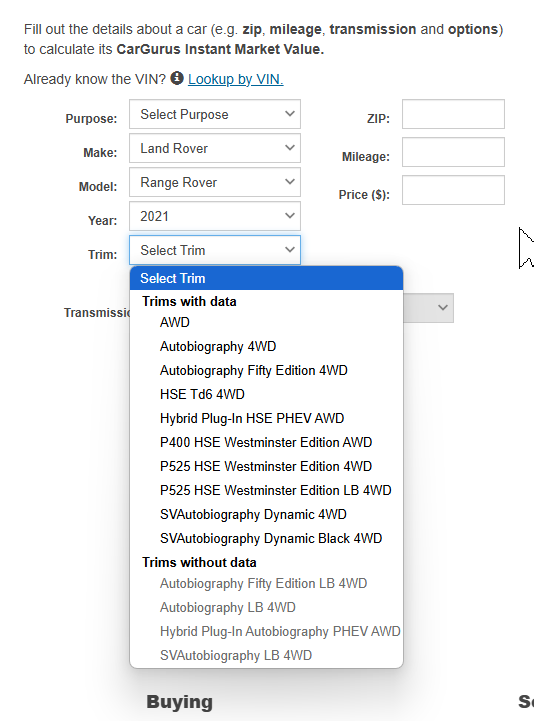 Fill out the details about a car (e.g. zip, mileage, transmission and options)
to calculate its CarGurus Instant Market Value.
Already know the VIN? Lookup by VIN.
Purpose: Select Purpose
ZIP:
Make: Land Rover
Mileage:
Model: Range Rover
Price ($):
Year: 2021
Trim: Select Trim
Select Trim
Trims with data
AWD
Autobiography 4WD
Autobiography Fifty Edition 4WD
HSE Td6 4WD
Hybrid Plug-In HSE PHEV AWD
P400 HSE Westminster Edition AWD
P525 HSE Westminster Edition 4WD
P525 HSE Westminster Edition LB 4WD
SVAutobiography Dynamic 4WD
SVAutobiography Dynamic Black 4WD
Trims without data
Autobiography Fifty Edition LB 4WD
Autobiography LB 4WD
Hybrid Plug-In Autobiography PHEV AWD
SVAutobiography LB 4WD
Transmissi
Buying